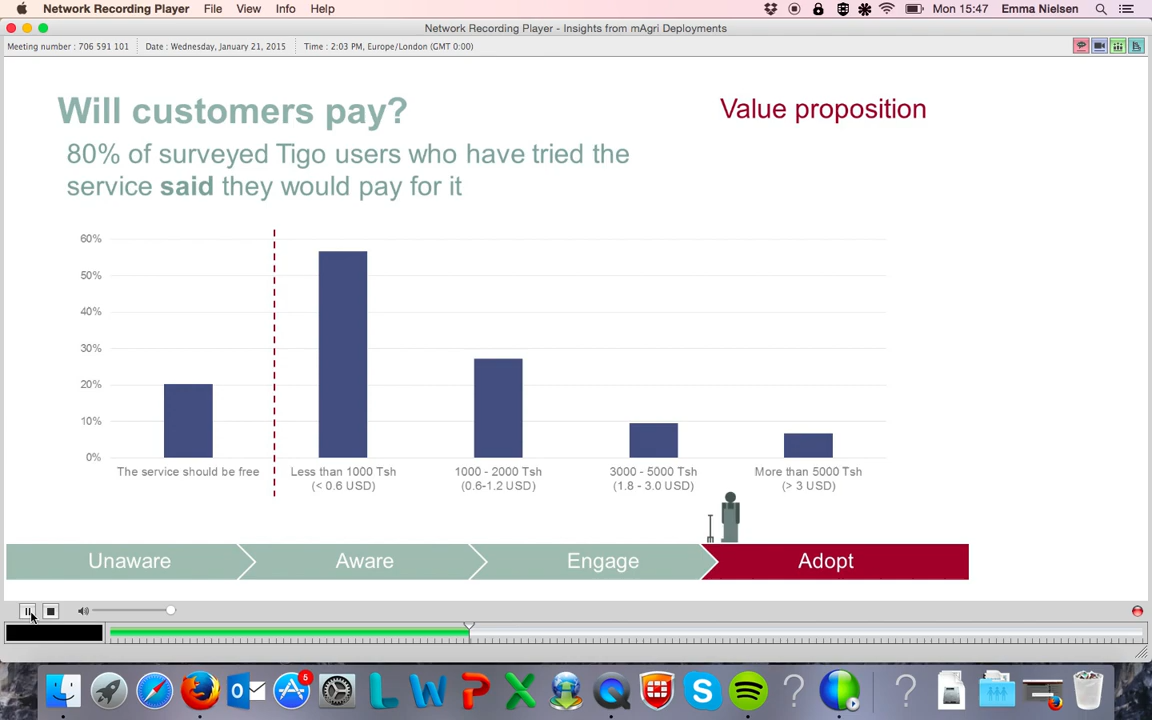 Network Recording Player File View Info Help Mon 15:47 Emma Nielsen
Network Recording Player - Insights from mAgri Deployments
Meeting number : 706 591 101 Date : Wednesday, January 21, 2015 Time : 2:03 PM, Europe/London (GMT 0:00)
Will customers pay?
Value proposition
80% of surveyed Tigo users who have tried the
service said they would pay for it
60%
50%
40%
30%
20%
10%
0%
The service should be free Less than 1000 Tsh 1000 - 2000 Tsh 3000 - 5000 Tsh More than 5000 Tsh
(< 0.6 USD) (0.6-1.2 USD) (1.8 - 3.0 USD) (> 3 USD)
Unaware Aware Engage Adopt
5